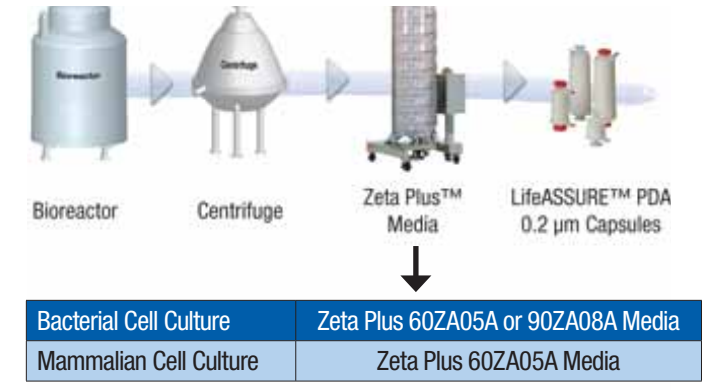 Bioreactor
Centrifuge
Bioreactor
Centrifuge
Zeta Plus™
Media
LifeASSURE™ PDA
0.2 µm Capsules
Bacterial Cell Culture Zeta Plus 60ZA05A or 90ZA08A Media
Mammalian Cell Culture Zeta Plus 60ZA05A Media